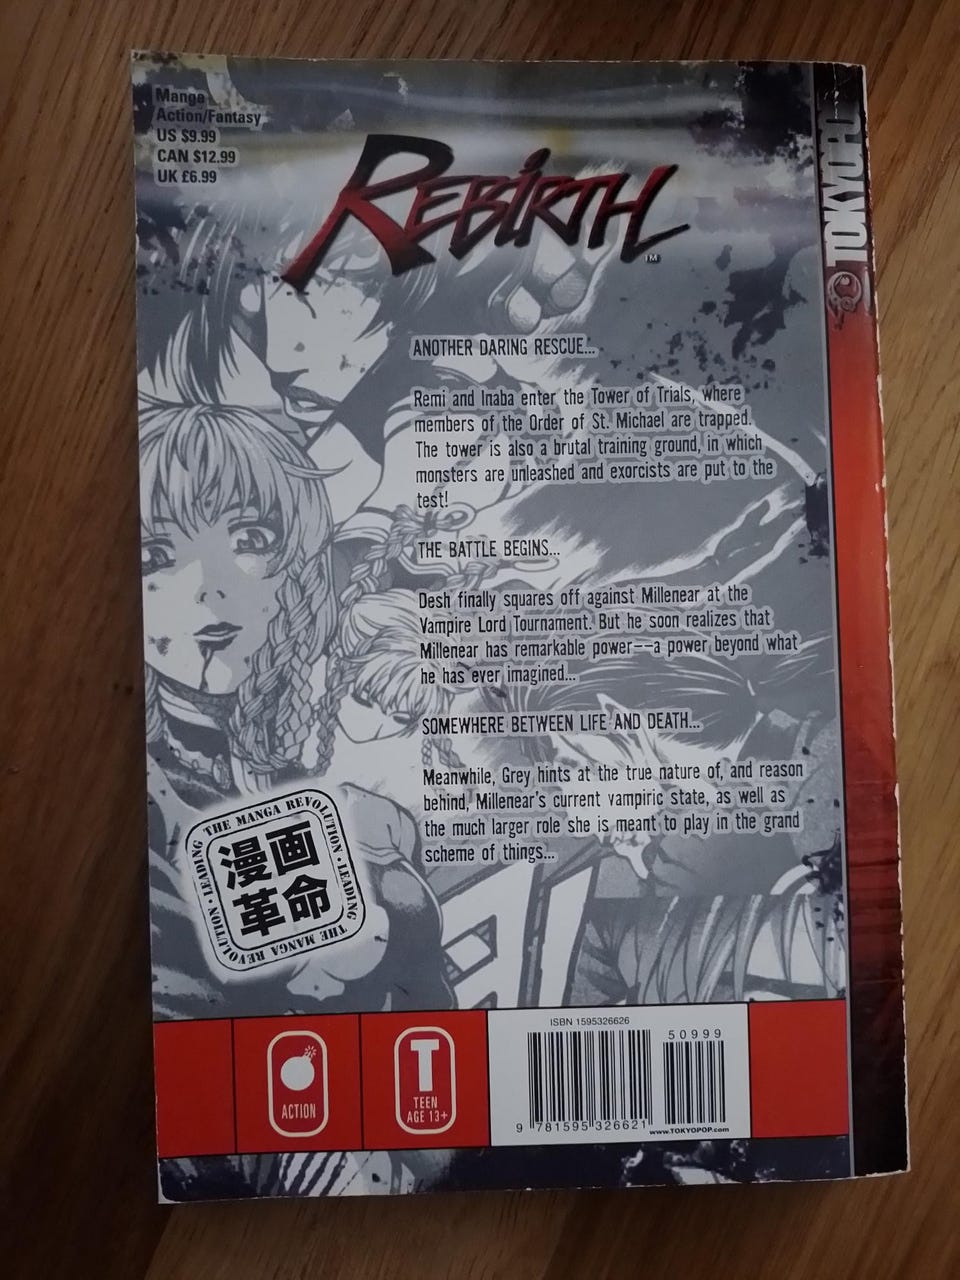 Manga
Action/Fantasy
US $9.99
CAN $12.99
UK £6.99
REBIRTH
™
TOKYOPOP
ANOTHER DARING RESCUE...
Remi and Inaba enter the Tower of Trials, where
members of the Order of St. Michael are trapped.
The tower is also a brutal training ground, in which
monsters are unleashed and exorcists are put to the
test!
THE BATTLE BEGINS...
Desh finally squares off against Millenear at the
Vampire Lord Tournament. But he soon realizes that
Millenear has remarkable power--a power beyond what
he has ever imagined...
SOMEWHERE BETWEEN LIFE AND DEATH...
Meanwhile, Grey hints at the true nature of, and reason
behind, Millenear's current vampiric state, as well as
the much larger role she is meant to play in the grand
scheme of things...
LEADING · THE MANGA REVOLUTION · LEADING THE MANGA REVOLUTION ·
漫画
革命
ACTION
T
TEEN
AGE 13+
ISBN 1595326626
50999
9 781595 326621
www.TOKYOPOP.com